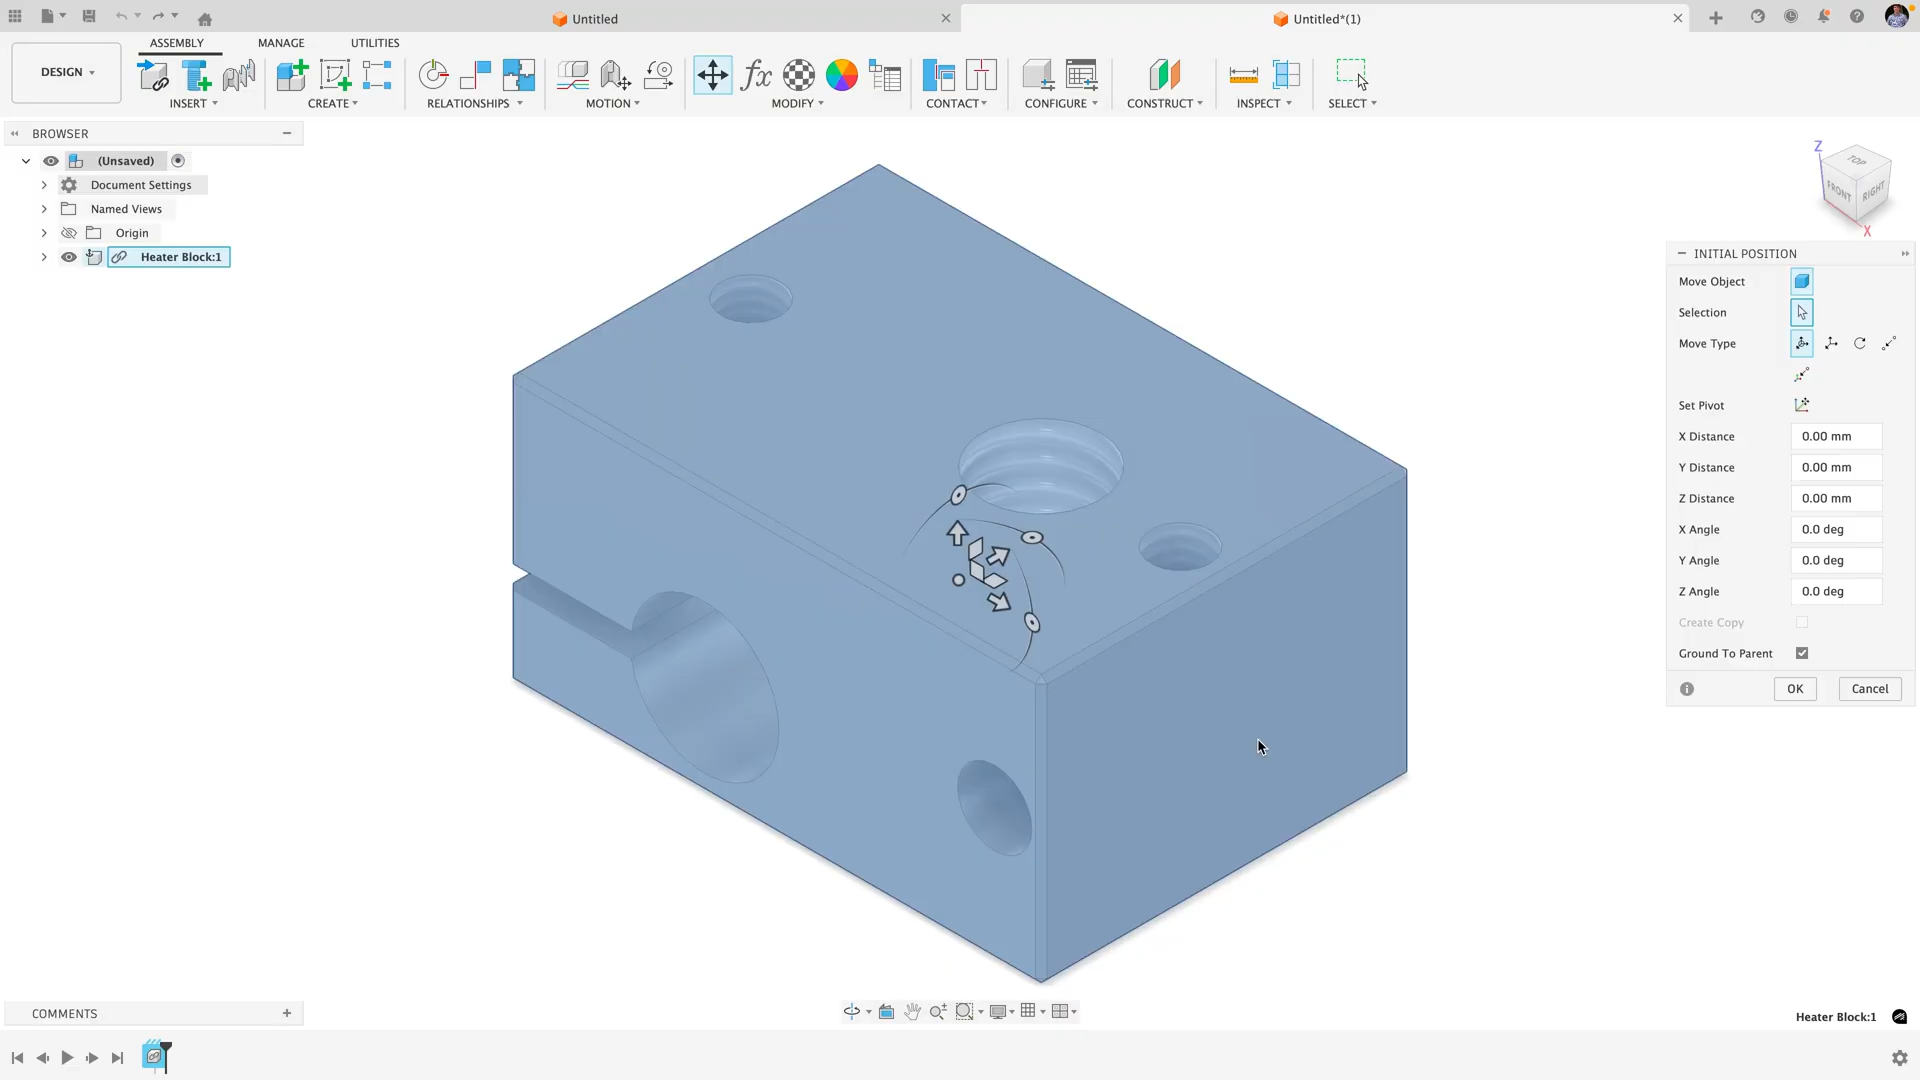 Untitled
Untitled*(1)
DESIGN
ASSEMBLY
MANAGE
UTILITIES
INSERT
CREATE
RELATIONSHIPS
MOTION
MODIFY
CONTACT
CONFIGURE
CONSTRUCT
INSPECT
SELECT
BROWSER
(Unsaved)
Document Settings
Named Views
Origin
Heater Block:1
Z
TOP
FRONT
RIGHT
X
INITIAL POSITION
Move Object
Selection
Move Type
Set Pivot
X Distance 0.00 mm
Y Distance 0.00 mm
Z Distance 0.00 mm
X Angle 0.0 deg
Y Angle 0.0 deg
Z Angle 0.0 deg
Create Copy
Ground To Parent
OK
Cancel
COMMENTS
Heater Block:1